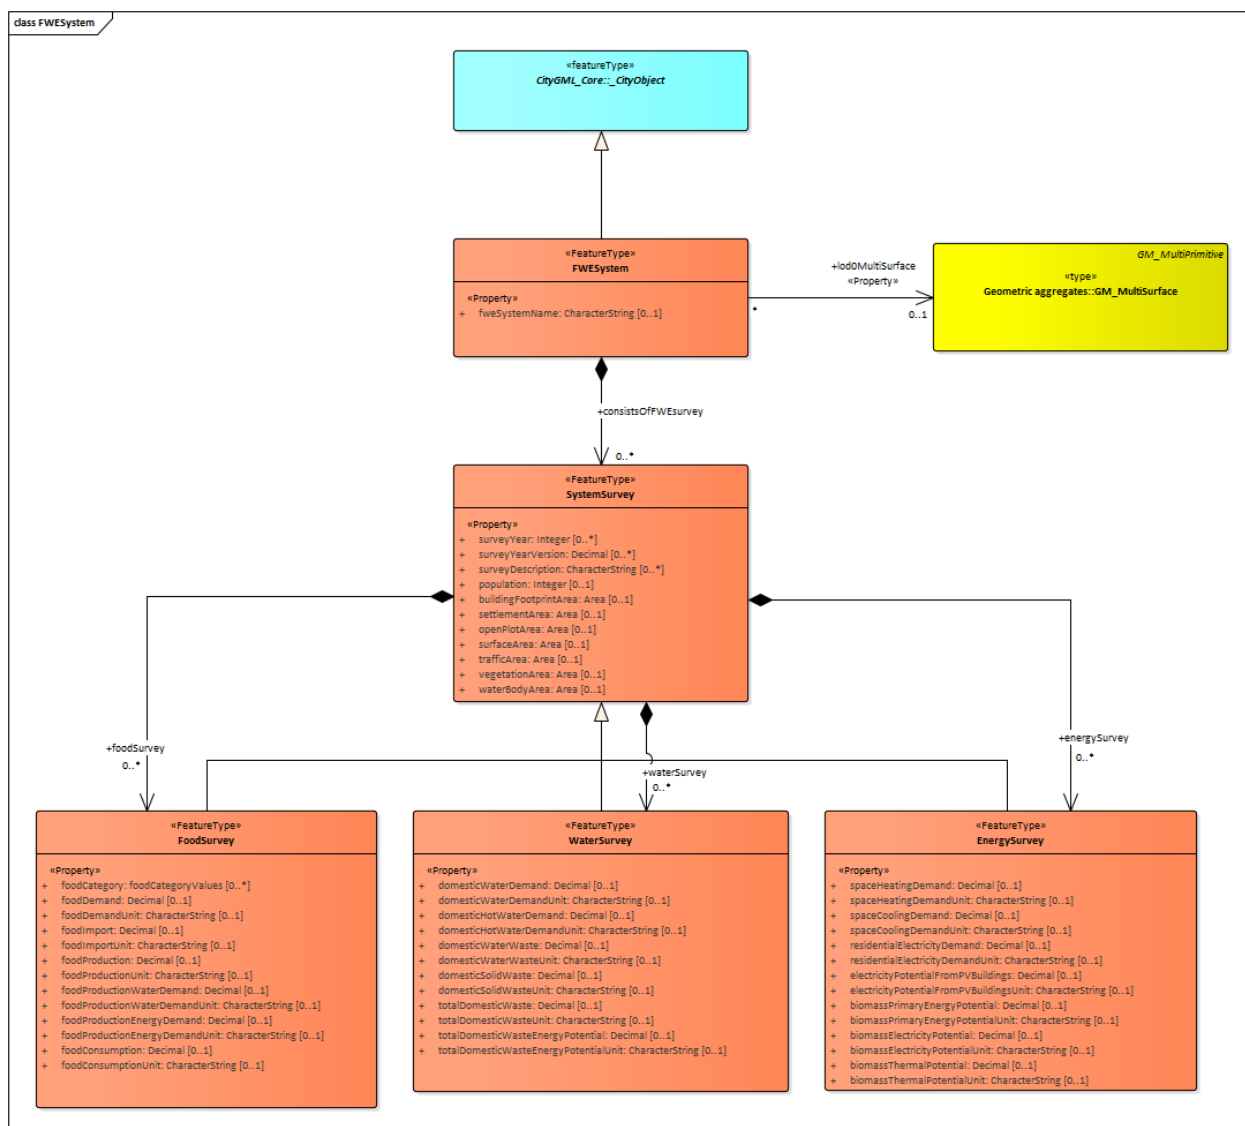 class FWESystem
«featureType»
CityGML_Core::_CityObject
«FeatureType»
FWESystem
«Property»
+ fweSystemName: CharacterString [0..1]
+lod0MultiSurface
«Property»
*
0..1
GM_MultiPrimitive
«type»
Geometric aggregates::GM_MultiSurface
+consistsOfFWEsurvey
0..*
«FeatureType»
SystemSurvey
«Property»
+ surveyYear: Integer [0..*]
+ surveyYearVersion: Decimal [0..*]
+ surveyDescription: CharacterString [0..*]
+ population: Integer [0..1]
+ buildingFootprintArea: Area [0..1]
+ settlementArea: Area [0..1]
+ openPlotArea: Area [0..1]
+ surfaceArea: Area [0..1]
+ trafficArea: Area [0..1]
+ vegetationArea: Area [0..1]
+ waterBodyArea: Area [0..1]
+foodSurvey
0..*
+waterSurvey
0..*
+energySurvey
0..*
«FeatureType»
FoodSurvey
«Property»
+ foodCategory: foodCategoryValues [0..*]
+ foodDemand: Decimal [0..1]
+ foodDemandUnit: CharacterString [0..1]
+ foodImport: Decimal [0..1]
+ foodImportUnit: CharacterString [0..1]
+ foodProduction: Decimal [0..1]
+ foodProductionUnit: CharacterString [0..1]
+ foodProductionWaterDemand: Decimal [0..1]
+ foodProductionWaterDemandUnit: CharacterString [0..1]
+ foodProductionEnergyDemand: Decimal [0..1]
+ foodProductionEnergyDemandUnit: CharacterString [0..1]
+ foodConsumption: Decimal [0..1]
+ foodConsumptionUnit: CharacterString [0..1]
«FeatureType»
WaterSurvey
«Property»
+ domesticWaterDemand: Decimal [0..1]
+ domesticWaterDemandUnit: CharacterString [0..1]
+ domesticHotWaterDemand: Decimal [0..1]
+ domesticHotWaterDemandUnit: CharacterString [0..1]
+ domesticWaterWaste: Decimal [0..1]
+ domesticWaterWasteUnit: CharacterString [0..1]
+ domesticSolidWaste: Decimal [0..1]
+ domesticSolidWasteUnit: CharacterString [0..1]
+ totalDomesticWaste: Decimal [0..1]
+ totalDomesticWasteUnit: CharacterString [0..1]
+ totalDomesticWasteEnergyPotential: Decimal [0..1]
+ totalDomesticWasteEnergyPotentialUnit: CharacterString [0..1]
«FeatureType»
EnergySurvey
«Property»
+ spaceHeatingDemand: Decimal [0..1]
+ spaceHeatingDemandUnit: CharacterString [0..1]
+ spaceCoolingDemand: Decimal [0..1]
+ spaceCoolingDemandUnit: CharacterString [0..1]
+ residentialElectricityDemand: Decimal [0..1]
+ residentialElectricityDemandUnit: CharacterString [0..1]
+ electricityPotentialFromPVBuildings: Decimal [0..1]
+ electricityPotentialFromPVBuildingsUnit: CharacterString [0..1]
+ biomassPrimaryEnergyPotential: Decimal [0..1]
+ biomassPrimaryEnergyPotentialUnit: CharacterString [0..1]
+ biomassElectricityPotential: Decimal [0..1]
+ biomassElectricityPotentialUnit: CharacterString [0..1]
+ biomassThermalPotential: Decimal [0..1]
+ biomassThermalPotentialUnit: CharacterString [0..1]